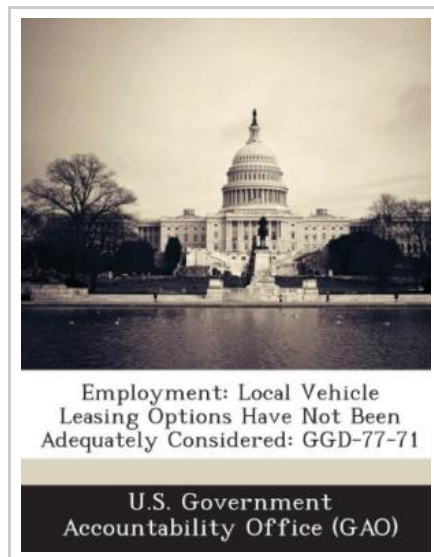 Employment: Local Vehicle
Leasing Options Have Not Been
Adequately Considered: GGD-77-71
U.S. Government
Accountability Office (GAO)